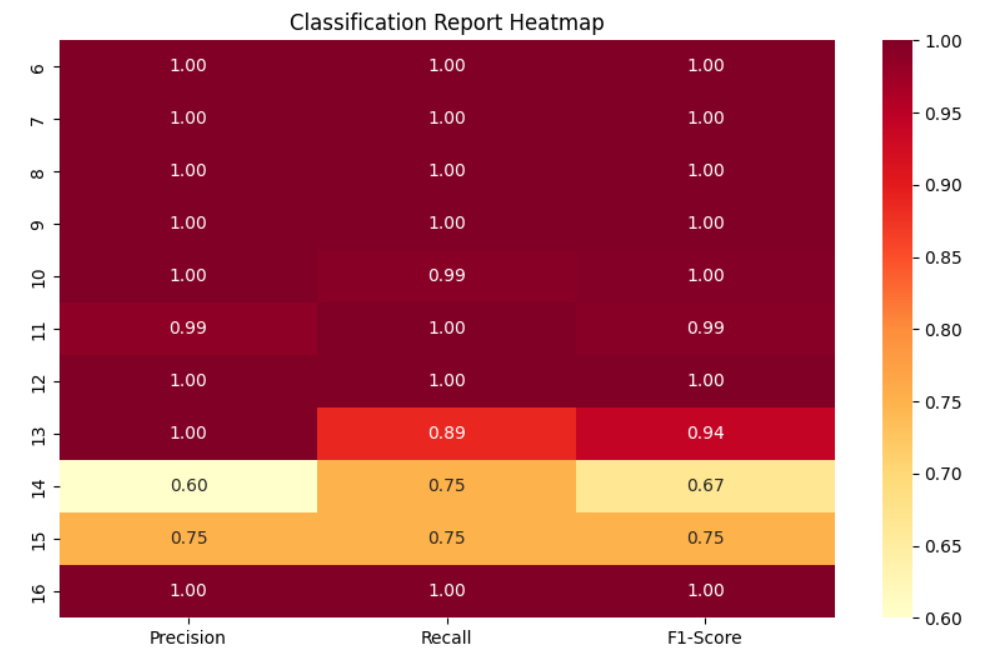 Classification Report Heatmap
6 1.00 1.00 1.00
7 1.00 1.00 1.00
8 1.00 1.00 1.00
9 1.00 1.00 1.00
10 1.00 0.99 1.00
11 0.99 1.00 0.99
12 1.00 1.00 1.00
13 1.00 0.89 0.94
14 0.60 0.75 0.67
15 0.75 0.75 0.75
16 1.00 1.00 1.00
Precision Recall F1-Score
1.00
0.95
0.90
0.85
0.80
0.75
0.70
0.65
0.60